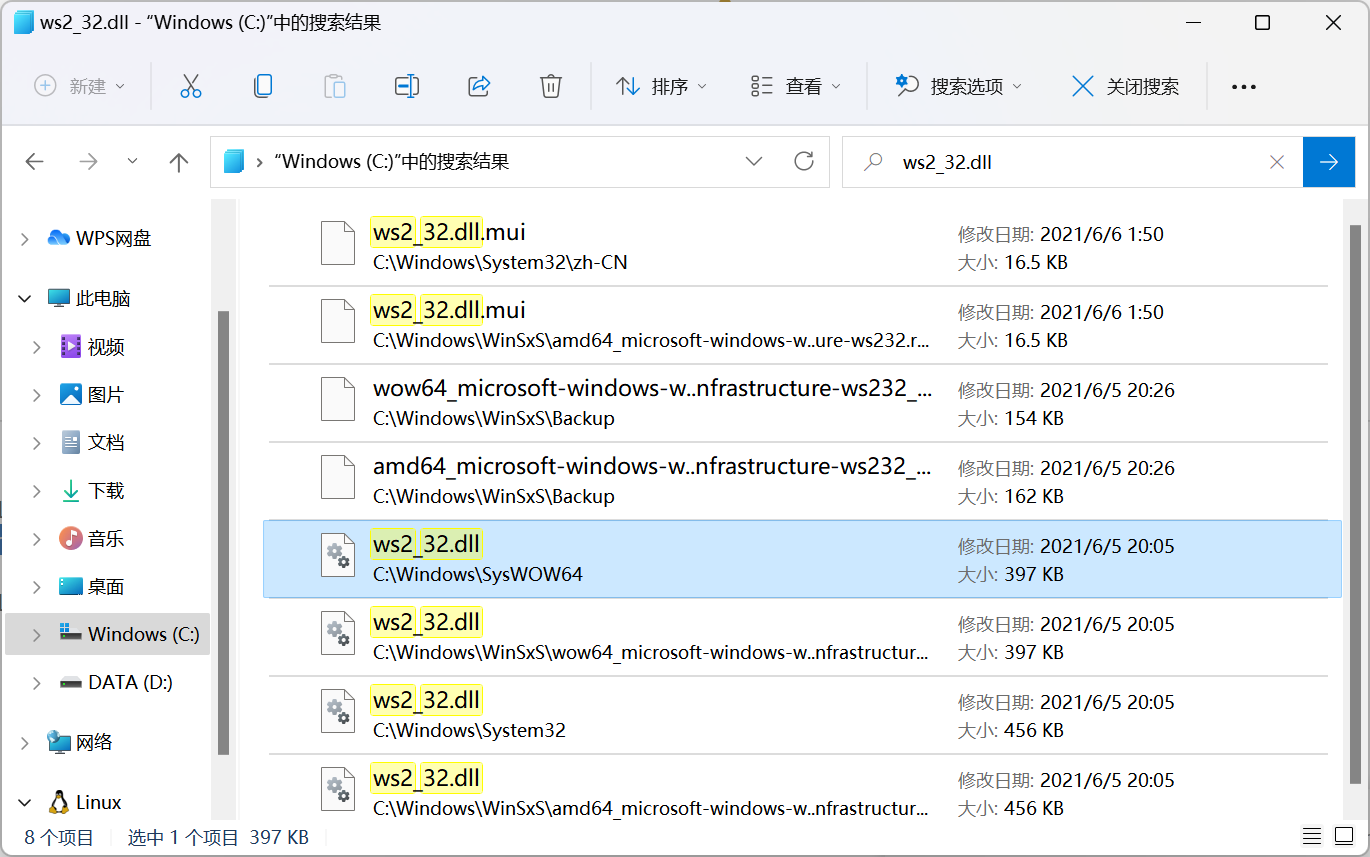 ws2_32.dll - “Windows (C:)”中的搜索结果
新建
排序
查看
搜索选项
关闭搜索
“Windows (C:)”中的搜索结果
ws2_32.dll
WPS网盘
此电脑
视频
图片
文档
下载
音乐
桌面
Windows (C:)
DATA (D:)
网络
Linux
ws2_32.dll.mui
C:\Windows\System32\zh-CN
修改日期: 2021/6/6 1:50
大小: 16.5 KB
ws2_32.dll.mui
C:\Windows\WinSxS\amd64_microsoft-windows-w..ure-ws232.r...
修改日期: 2021/6/6 1:50
大小: 16.5 KB
wow64_microsoft-windows-w..nfrastructure-ws232_...
C:\Windows\WinSxS\Backup
修改日期: 2021/6/5 20:26
大小: 154 KB
amd64_microsoft-windows-w..nfrastructure-ws232_...
C:\Windows\WinSxS\Backup
修改日期: 2021/6/5 20:26
大小: 162 KB
ws2_32.dll
C:\Windows\SysWOW64
修改日期: 2021/6/5 20:05
大小: 397 KB
ws2_32.dll
C:\Windows\WinSxS\wow64_microsoft-windows-w..nfrastructur...
修改日期: 2021/6/5 20:05
大小: 397 KB
ws2_32.dll
C:\Windows\System32
修改日期: 2021/6/5 20:05
大小: 456 KB
ws2_32.dll
C:\Windows\WinSxS\amd64_microsoft-windows-w..nfrastructur...
修改日期: 2021/6/5 20:05
大小: 456 KB
8 个项目
选中 1 个项目 397 KB